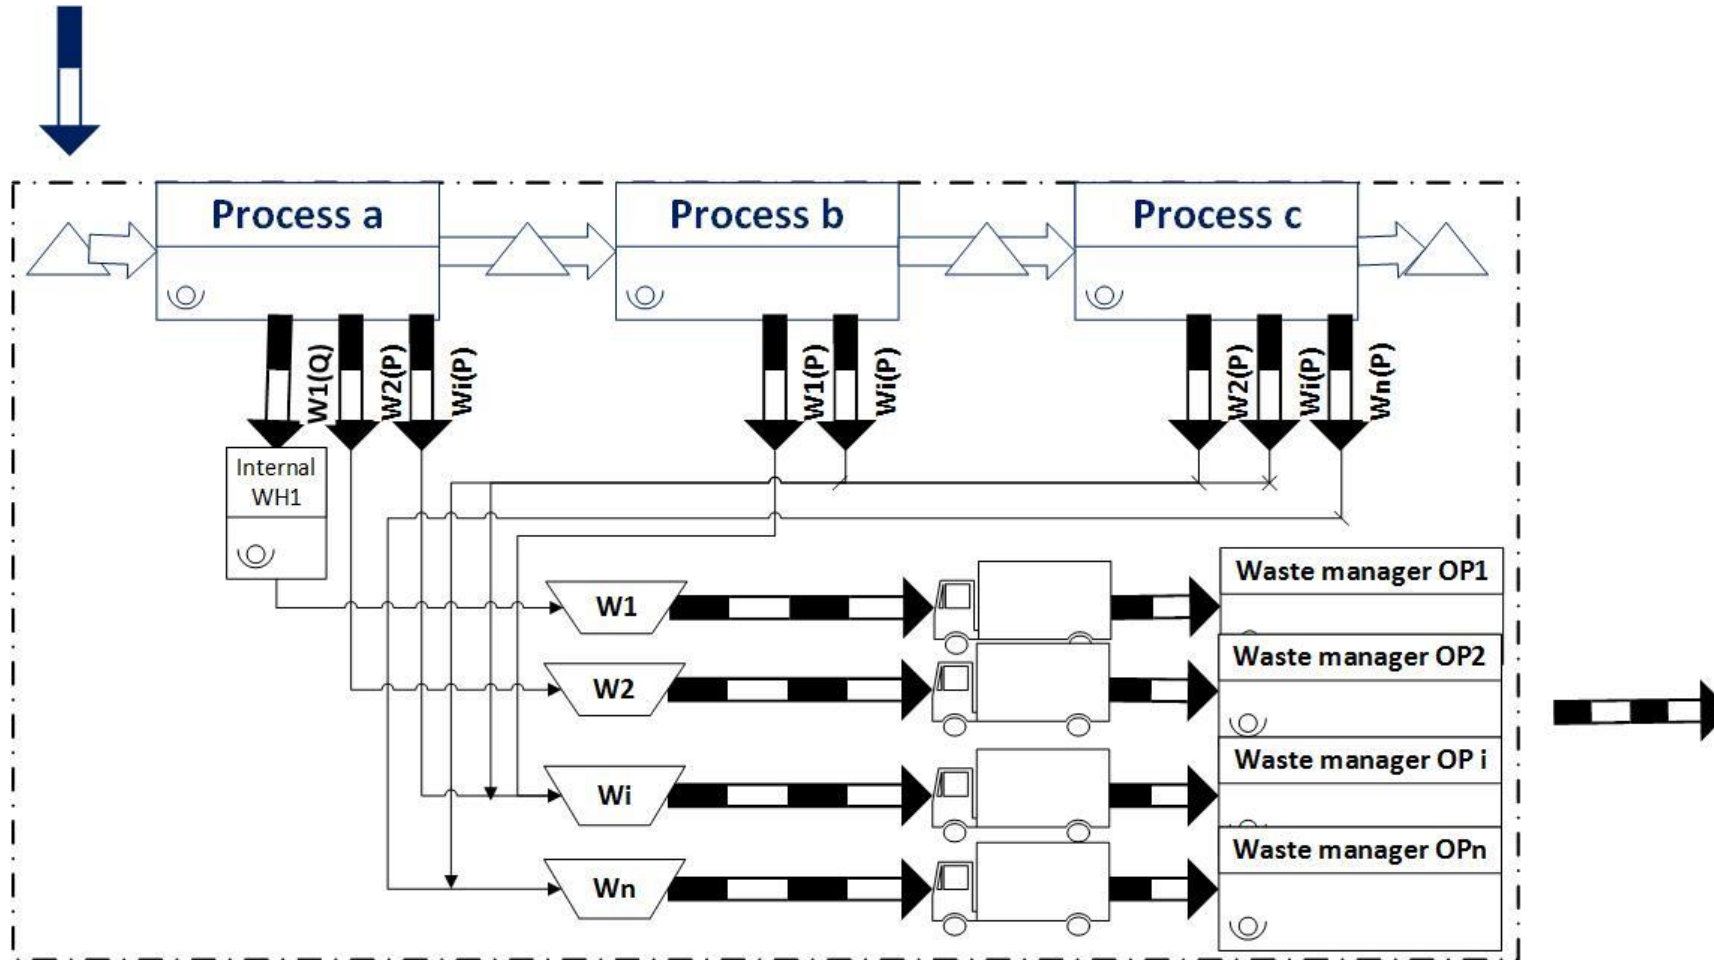 Process a
Process b
Process c
W1(Q)
W2(P)
Wi(P)
W1(P)
Wi(P)
W2(P)
Wi(P)
Wn(P)
Internal
WH1
W1
Waste manager OP1
W2
Waste manager OP2
Wi
Waste manager OP i
Wn
Waste manager OPn